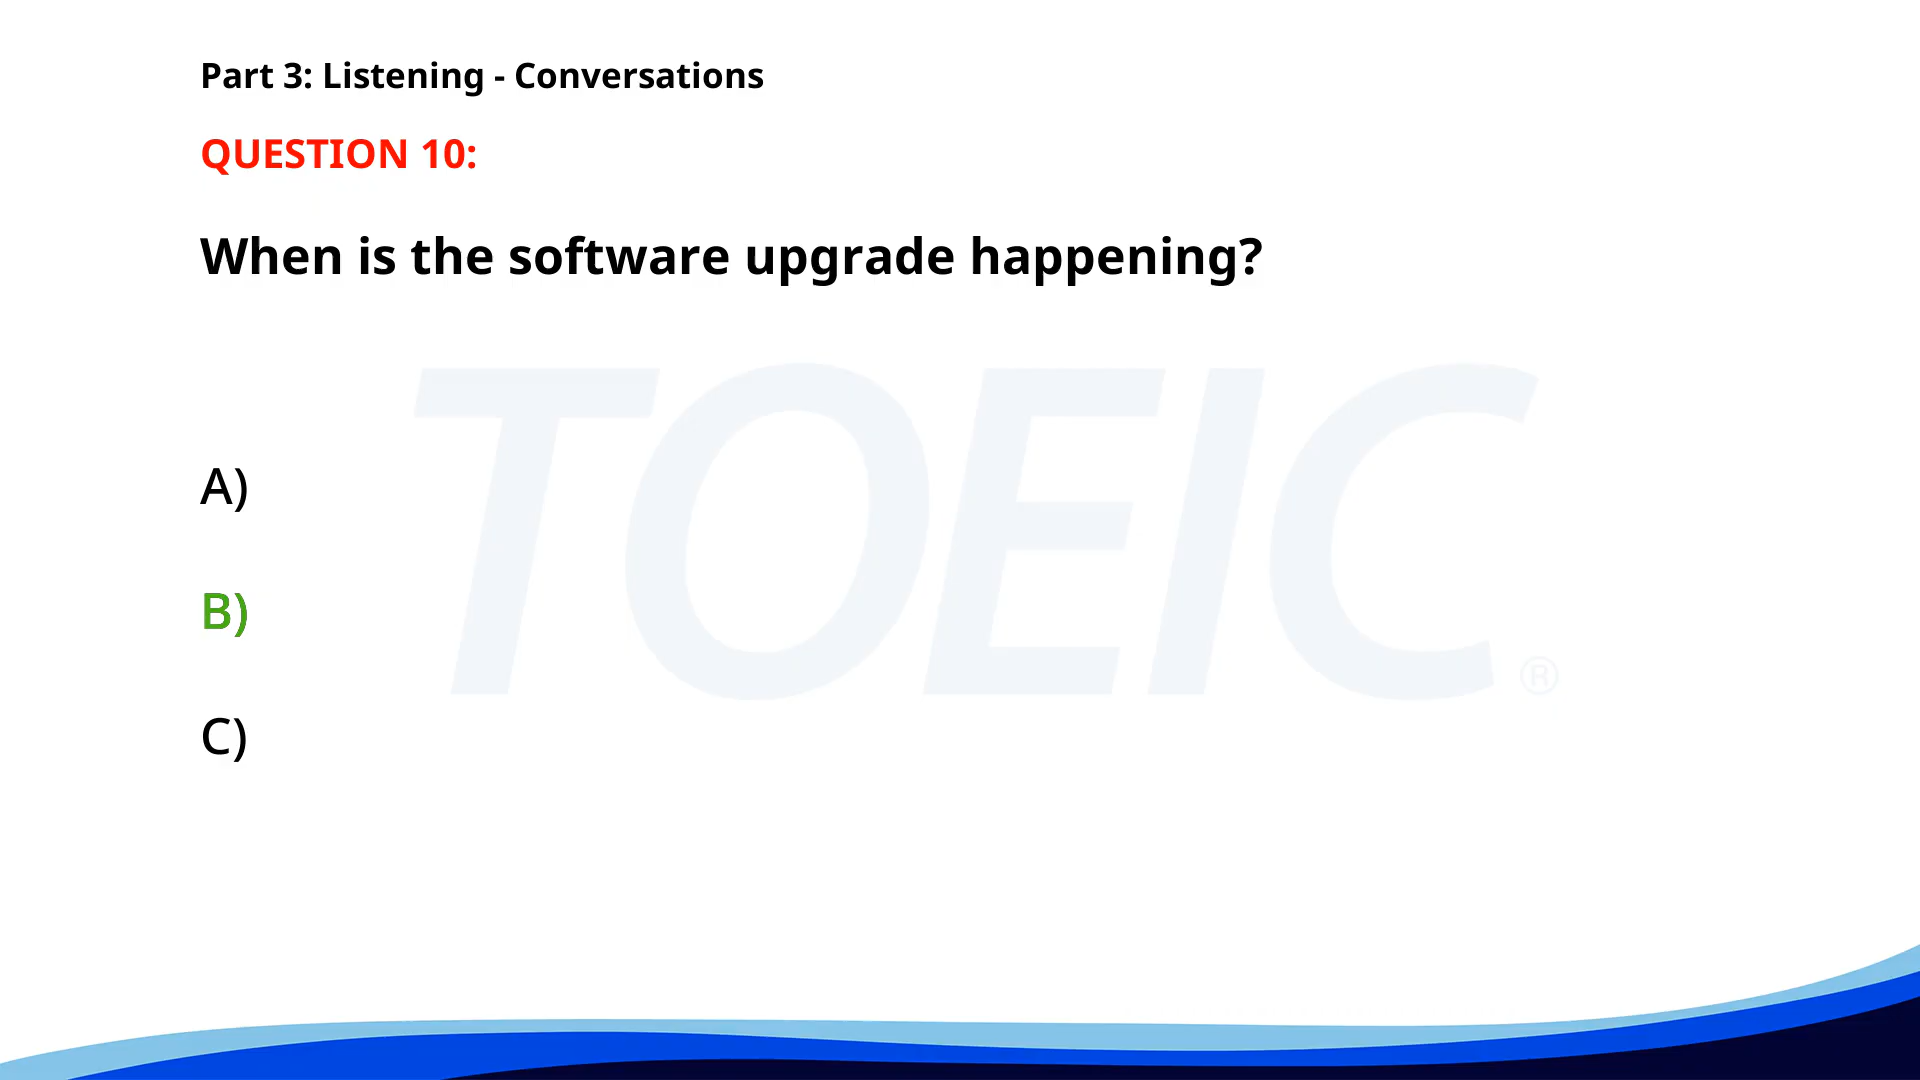 Part 3: Listening - Conversations
QUESTION 10:
When is the software upgrade happening?
TOEIC®
A)
B)
C)